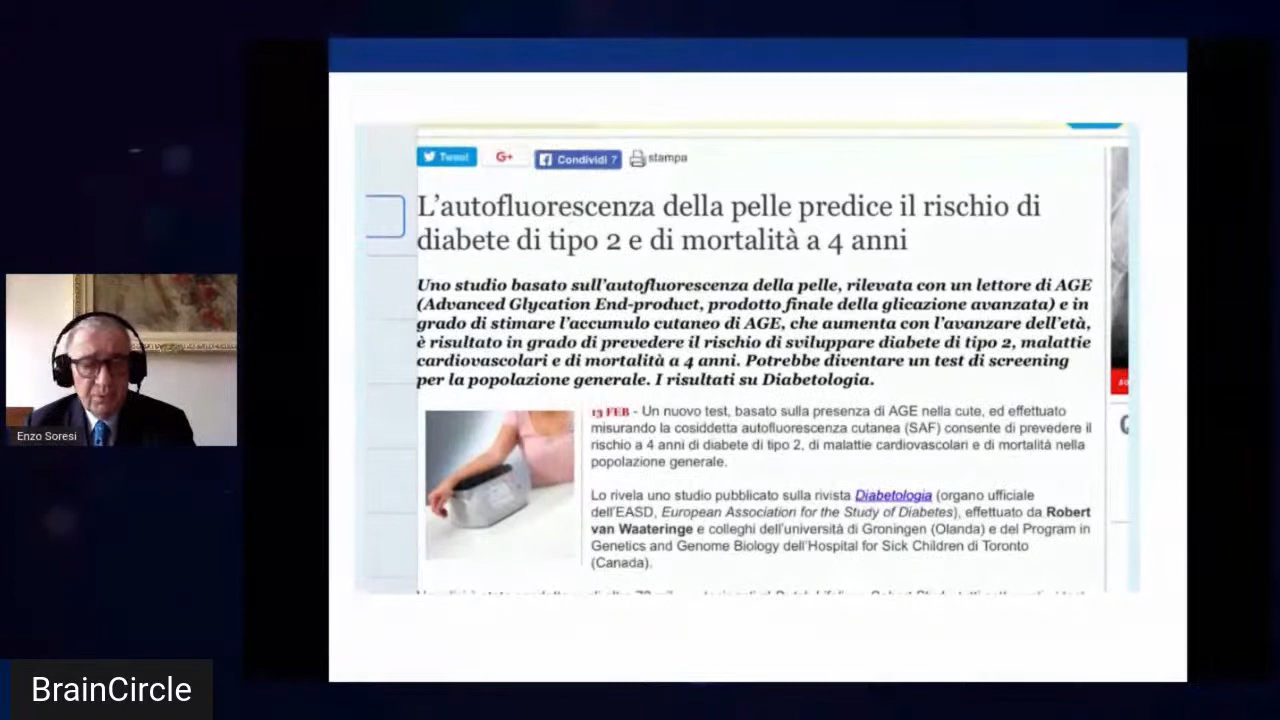 Tweet
G+
Condividi 7
stampa
L'autofluorescenza della pelle predice il rischio di
diabete di tipo 2 e di mortalità a 4 anni
Uno studio basato sull'autofluorescenza della pelle, rilevata con un lettore di AGE
(Advanced Glycation End-product, prodotto finale della glicazione avanzata) e in
grado di stimare l'accumulo cutaneo di AGE, che aumenta con l'avanzare dell'età,
è risultato in grado di prevedere il rischio di sviluppare diabete di tipo 2, malattie
cardiovascolari e di mortalità a 4 anni. Potrebbe diventare un test di screening
per la popolazione generale. I risultati su Diabetologia.
13 FEB - Un nuovo test, basato sulla presenza di AGE nella cute, ed effettuato
misurando la cosiddetta autofluorescenza cutanea (SAF) consente di prevedere il
rischio a 4 anni di diabete di tipo 2, di malattie cardiovascolari e di mortalità nella
popolazione generale.
Lo rivela uno studio pubblicato sulla rivista Diabetologia (organo ufficiale
dell'EASD, European Association for the Study of Diabetes), effettuato da Robert
van Waateringe e colleghi dell'università di Groningen (Olanda) e del Program in
Genetics and Genome Biology dell'Hospital for Sick Children di Toronto
(Canada).
Enzo Soresi
BrainCircle